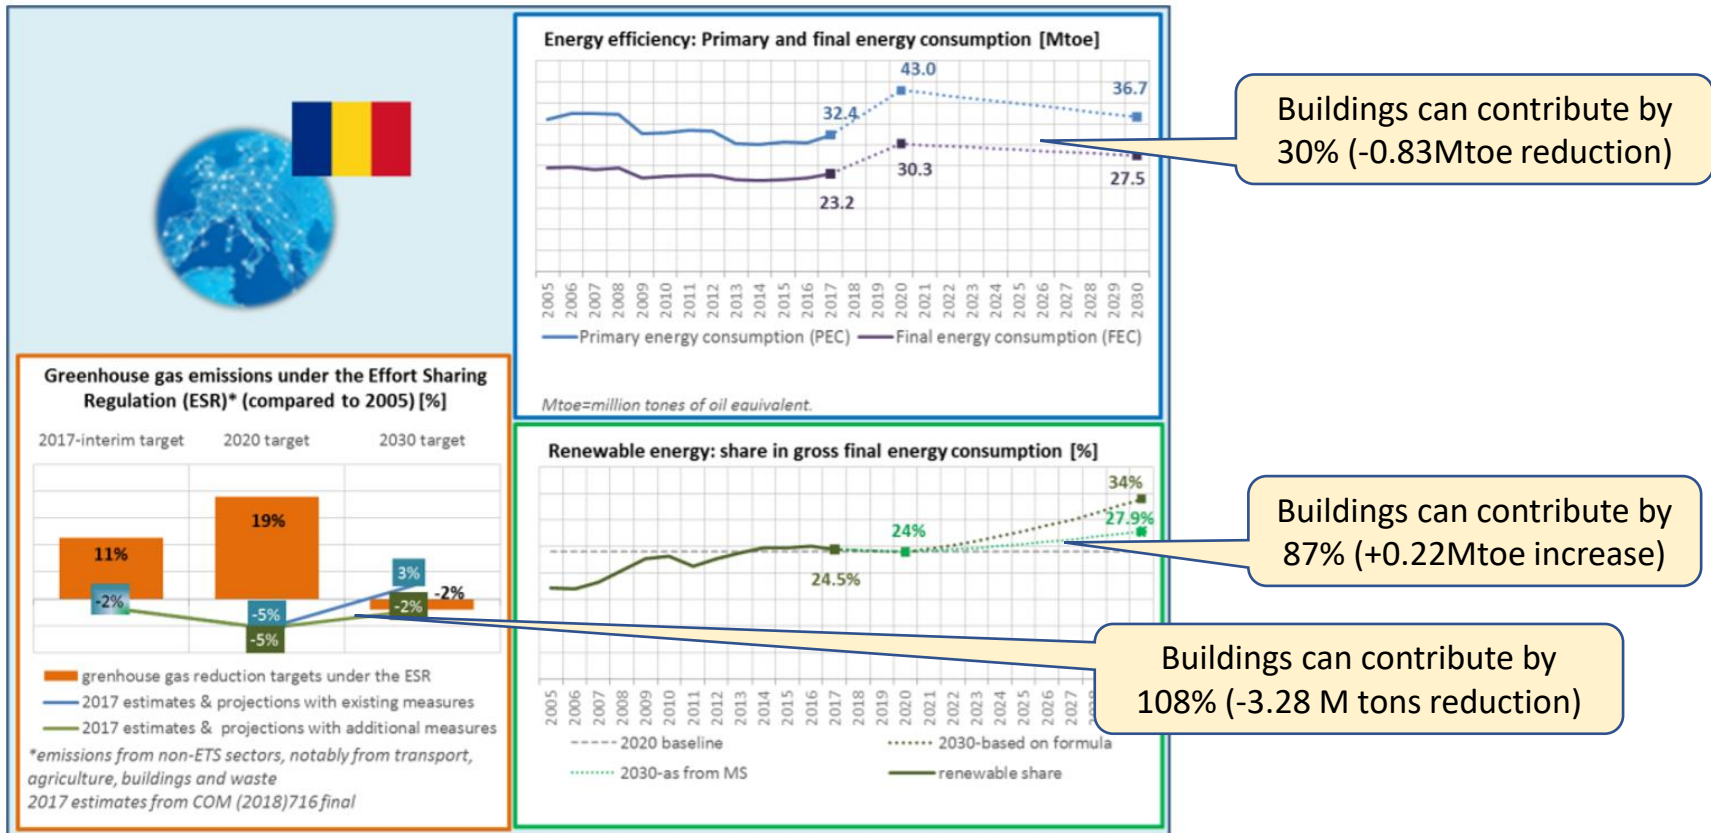 Energy efficiency: Primary and final energy consumption [Mtoe]
43.0
36.7
32.4
30.3
27.5
23.2
2005
2006
2007
2008
2009
2010
2011
2012
2013
2014
2015
2016
2017
2018
2019
2020
2021
2022
2023
2024
2025
2026
2027
2028
2029
2030
Primary energy consumption (PEC)
Final energy consumption (FEC)
Mtoe=million tones of oil equivalent.
Buildings can contribute by
30% (-0.83Mtoe reduction)
Greenhouse gas emissions under the Effort Sharing
Regulation (ESR)* (compared to 2005) [%]
2017-interim target
2020 target
2030 target
11%
19%
3%
-2%
-2%
-2%
-5%
-5%
greenhouse gas reduction targets under the ESR
2017 estimates & projections with existing measures
2017 estimates & projections with additional measures
*emissions from non-ETS sectors, notably from transport,
agriculture, buildings and waste
2017 estimates from COM (2018)716 final
Renewable energy: share in gross final energy consumption [%]
34%
27.9%
24%
24.5%
2005
2006
2007
2008
2009
2010
2011
2012
2013
2014
2015
2016
2017
2018
2019
2020
2021
2022
2023
2024
2025
2026
2027
2020 baseline
2030-based on formula
2030-as from MS
renewable share
Buildings can contribute by
87% (+0.22Mtoe increase)
Buildings can contribute by
108% (-3.28 M tons reduction)